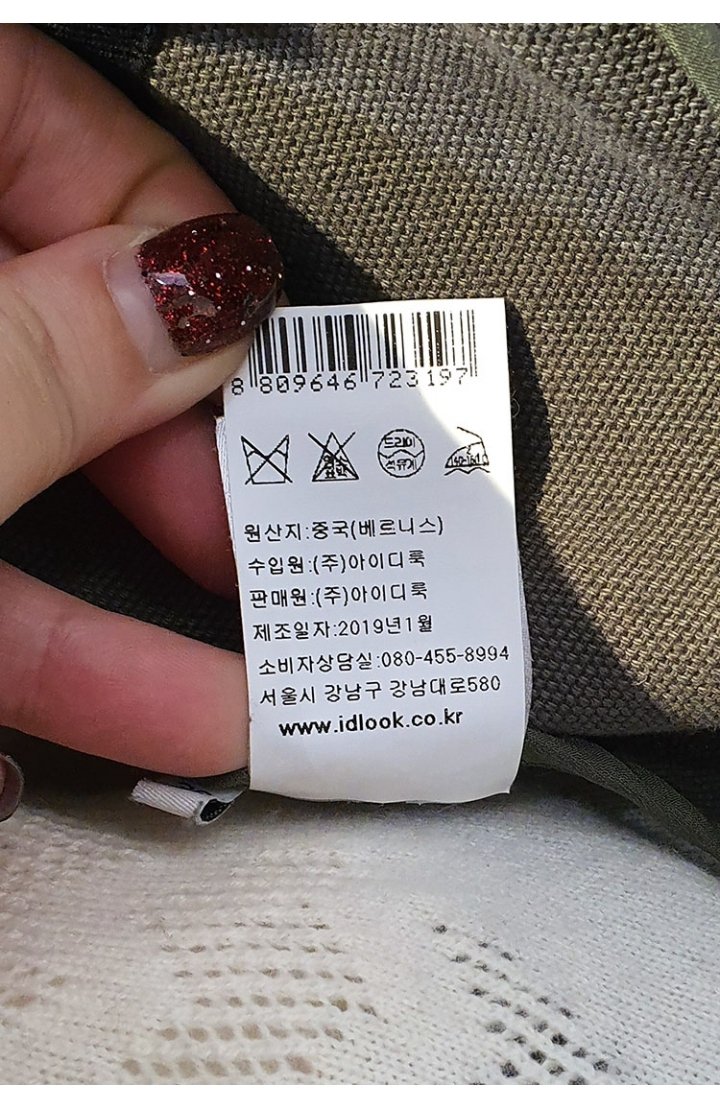 8 809646 723197
드라이 석유계
원산지:중국(베르니스)
수입원:(주)아이디룩
판매원:(주)아이디룩
제조일자:2019년1월
소비자상담실:080-455-8994
서울시 강남구 강남대로580
www.idlook.co.kr